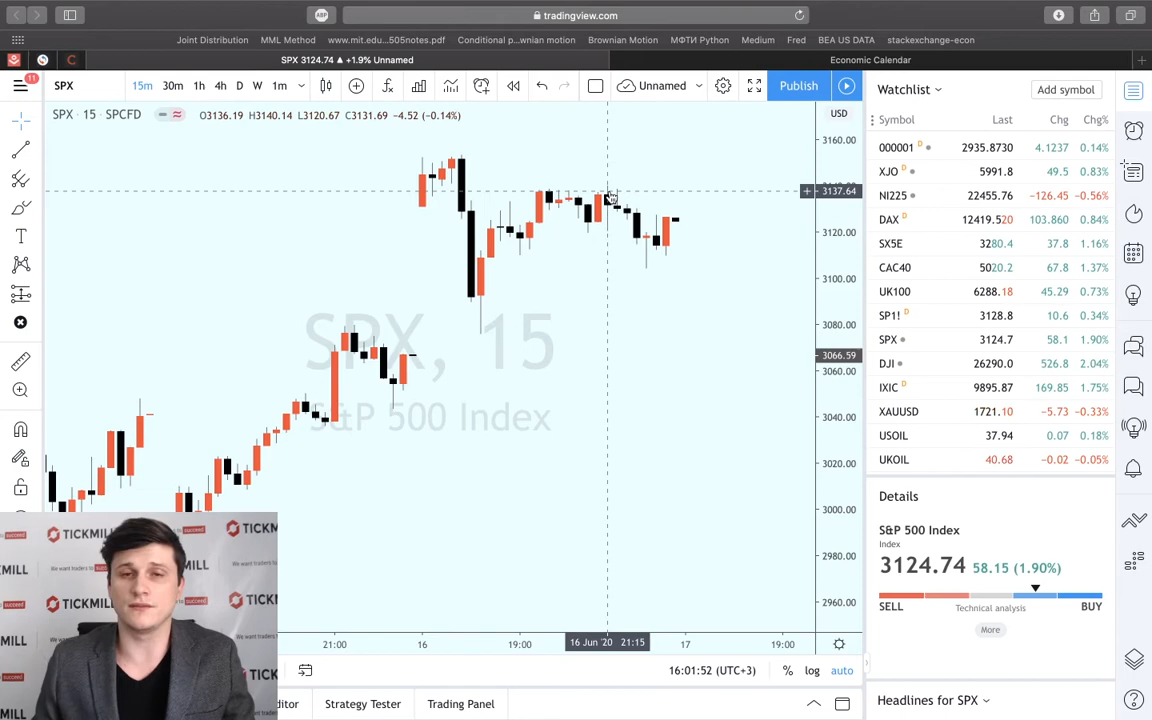 ABP
tradingview.com
Joint Distribution
MML Method
www.mit.edu...505notes.pdf
Conditional p...wnian motion
Brownian Motion
МФТИ Python
Medium
Fred
BEA US DATA
stackexchange-econ
SPX 3124.74 ▲ +1.9% Unnamed
Economic Calendar
11
SPX
15m 30m 1h 4h D W 1m
Unnamed
Publish
SPX · 15 · SPCFD
O3136.19 H3140.14 L3120.67 C3131.69 −4.52 (−0.14%)
USD
3160.00
3137.64
3120.00
3100.00
3080.00
3066.59
3060.00
3040.00
3020.00
3000.00
2980.00
2960.00
SPX, 15
S&P 500 Index
21:00
16
19:00
16 Jun '20 21:15
17
19:00
16:01:52 (UTC+3)
% log auto
itor
Strategy Tester
Trading Panel
Watchlist
Add symbol
Symbol Last Chg Chg%
000001 D 2935.8730 4.1237 0.14%
XJO D 5991.8 49.5 0.83%
NI225 D 22455.76 −126.45 −0.56%
DAX D 12419.520 103.860 0.84%
SX5E 3280.4 37.8 1.16%
CAC40 5020.2 67.8 1.37%
UK100 6288.18 45.29 0.73%
SP1! D 3128.8 10.6 0.34%
SPX 3124.7 58.1 1.90%
DJI 26290.0 526.8 2.04%
IXIC D 9895.87 169.85 1.75%
XAUUSD 1721.10 −5.73 −0.33%
USOIL 37.94 0.07 0.18%
UKOIL 40.68 −0.02 −0.05%
Details
S&P 500 Index
Index
3124.74 58.15 (1.90%)
SELL
Technical analysis
BUY
More
Headlines for SPX
TICKMILL
We want traders to succeed
TICKMILL
MILL
TICKMILL